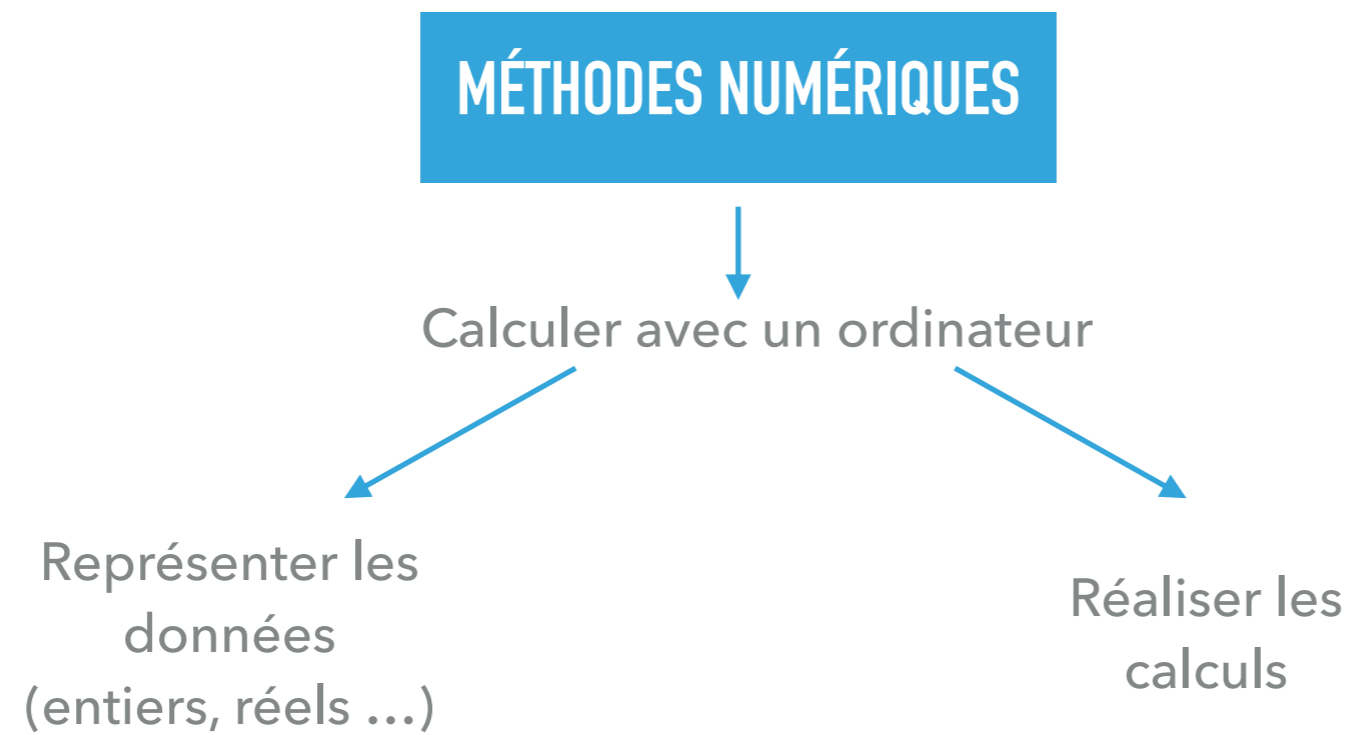 MÉTHODES NUMÉRIQUES
Calculer avec un ordinateur
Représenter les
données
(entiers, réels …)
Réaliser les
calculs